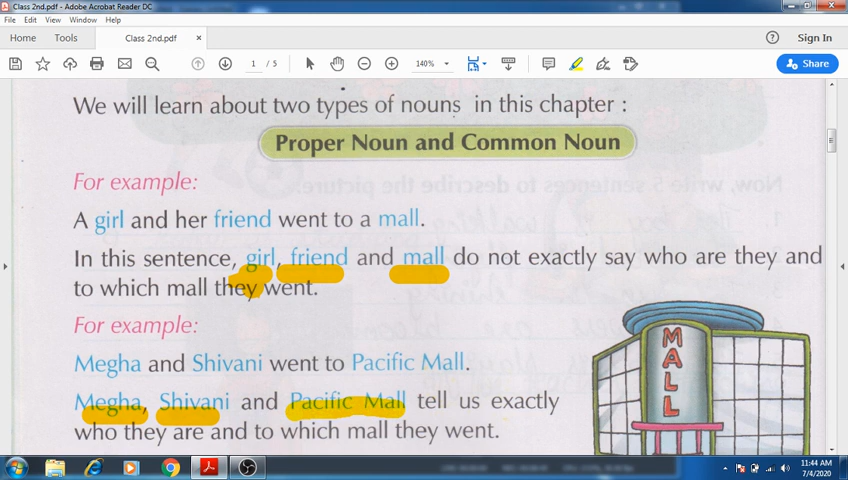 Class 2nd.pdf - Adobe Acrobat Reader DC
File Edit View Window Help
Home Tools Class 2nd.pdf × Sign In
1 / 5 140% Share
We will learn about two types of nouns in this chapter :
Proper Noun and Common Noun
For example:
A girl and her friend went to a mall.
In this sentence, girl, friend and mall do not exactly say who are they and
to which mall they went.
For example:
Megha and Shivani went to Pacific Mall.
MALL
Megha, Shivani and Pacific Mall tell us exactly
who they are and to which mall they went.
11:44 AM
7/4/2020